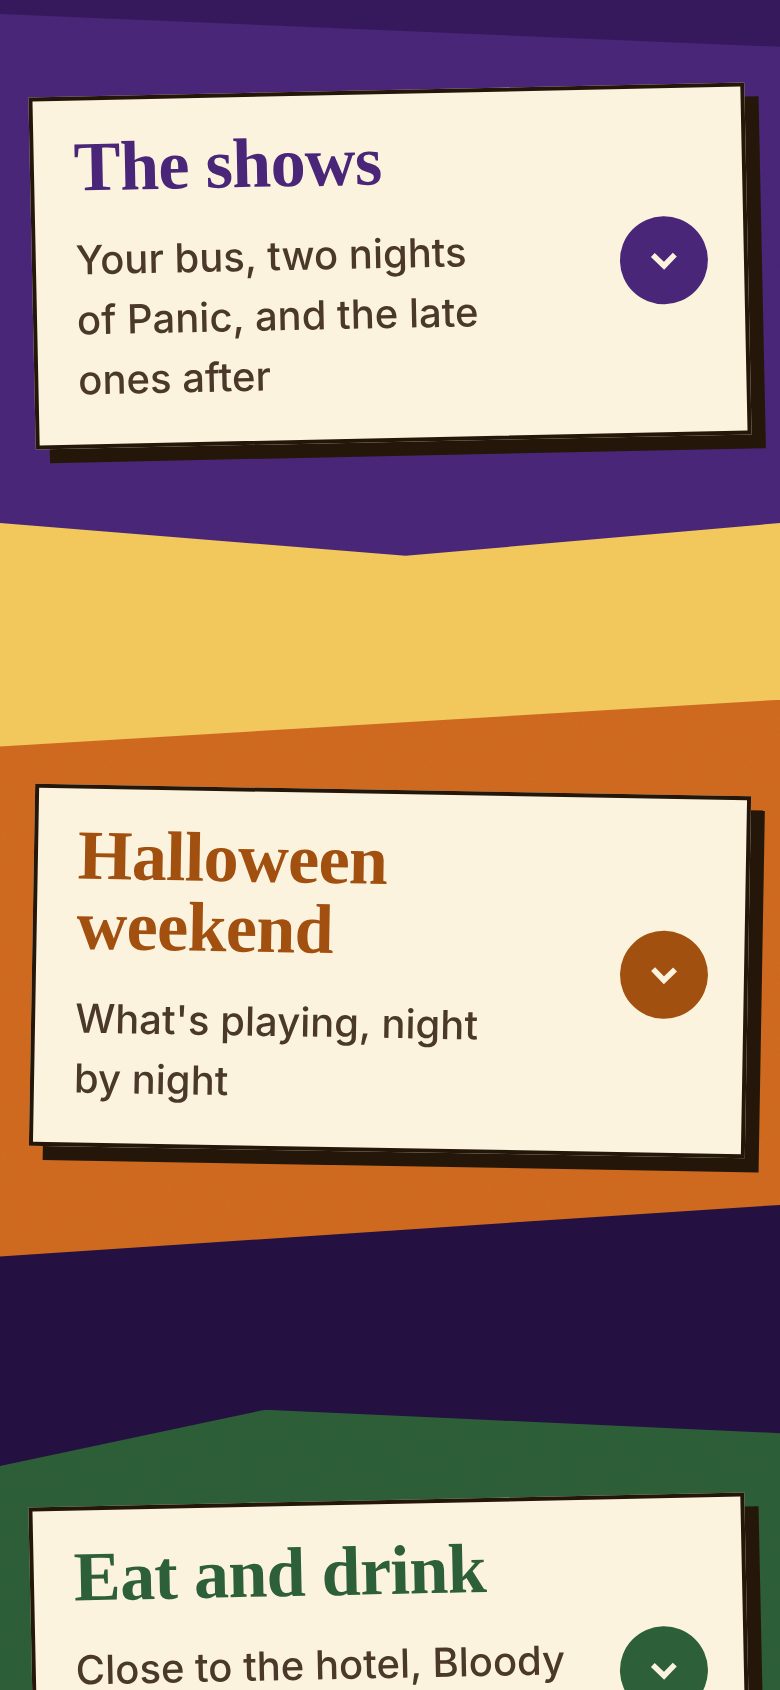 The shows
Your bus, two nights
of Panic, and the late
ones after
Halloween
weekend
What's playing, night
by night
Eat and drink
Close to the hotel, Bloody